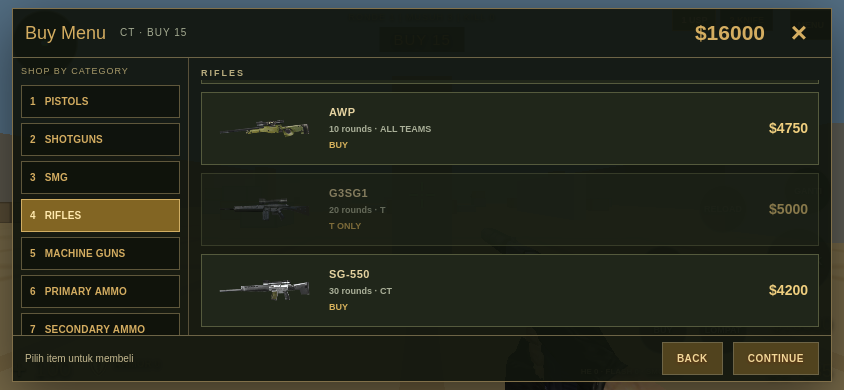 Buy Menu CT · BUY 15 $16000 ✕
SHOP BY CATEGORY
1 PISTOLS
2 SHOTGUNS
3 SMG
4 RIFLES
5 MACHINE GUNS
6 PRIMARY AMMO
7 SECONDARY AMMO
RIFLES
AWP
10 rounds · ALL TEAMS
BUY
$4750
G3SG1
20 rounds · T
T ONLY
$5000
SG-550
30 rounds · CT
BUY
$4200
Pilih item untuk membeli
BACK
CONTINUE